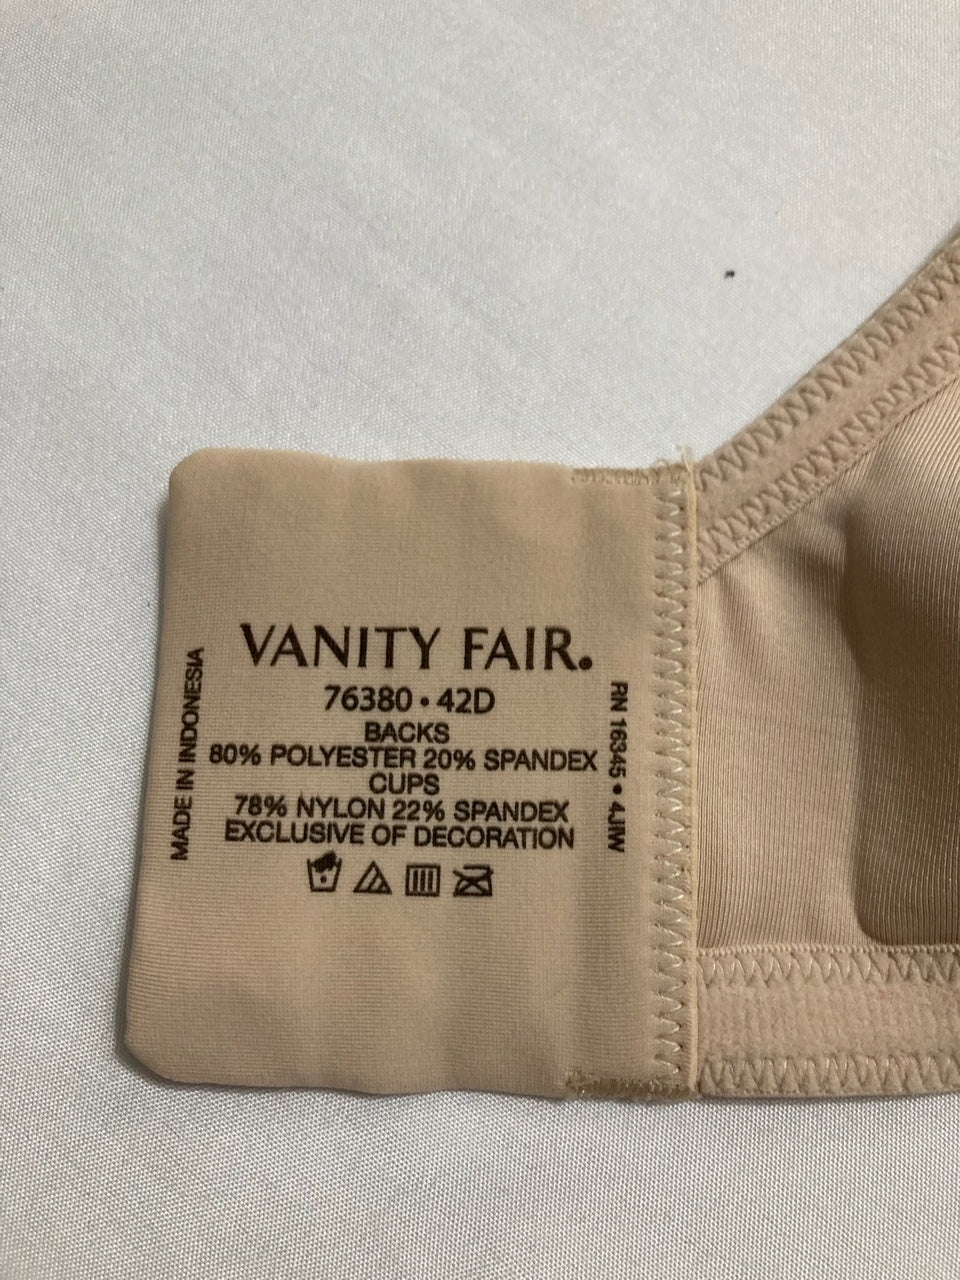 VANITY FAIR.
76380 • 42D
BACKS
80% POLYESTER 20% SPANDEX
CUPS
78% NYLON 22% SPANDEX
EXCLUSIVE OF DECORATION
MADE IN INDONESIA
RN 16345 • 4JIW